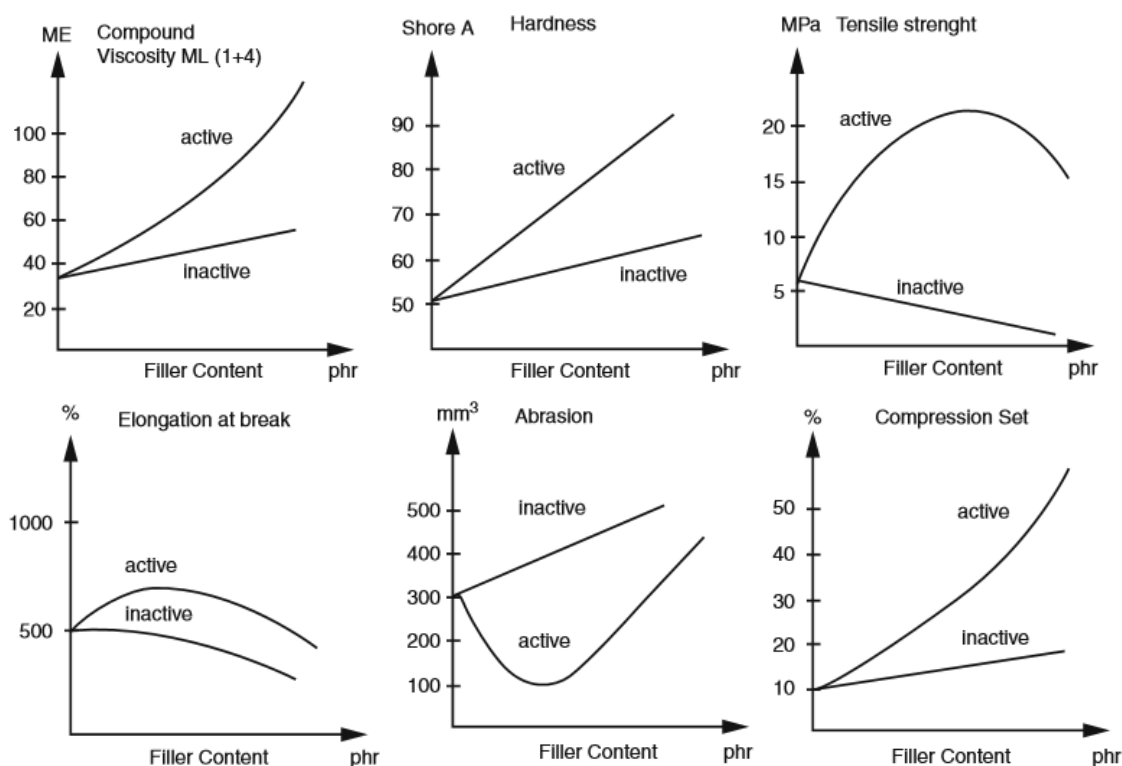 ME Compound
Viscosity ML (1+4)
100
80
60
40
20
active
inactive
Filler Content phr
Shore A Hardness
90
80
70
60
50
active
inactive
Filler Content phr
MPa Tensile strenght
20
15
10
5
active
inactive
Filler Content phr
% Elongation at break
1000
500
active
inactive
Filler Content phr
mm³ Abrasion
500
400
300
200
100
inactive
active
Filler Content phr
% Compression Set
50
40
30
20
10
active
inactive
Filler Content phr